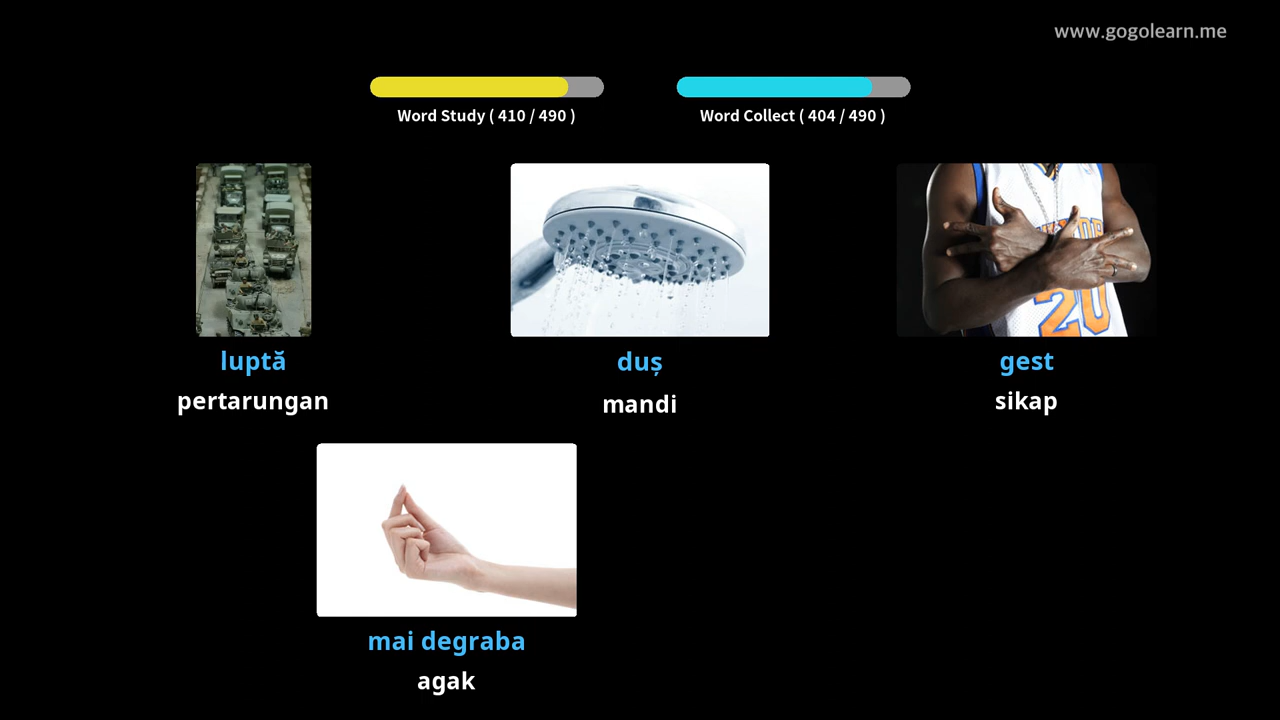 www.gogolearn.me
Word Study ( 410 / 490 )
Word Collect ( 404 / 490 )
luptă
pertarungan
duș
mandi
gest
sikap
20
mai degraba
agak